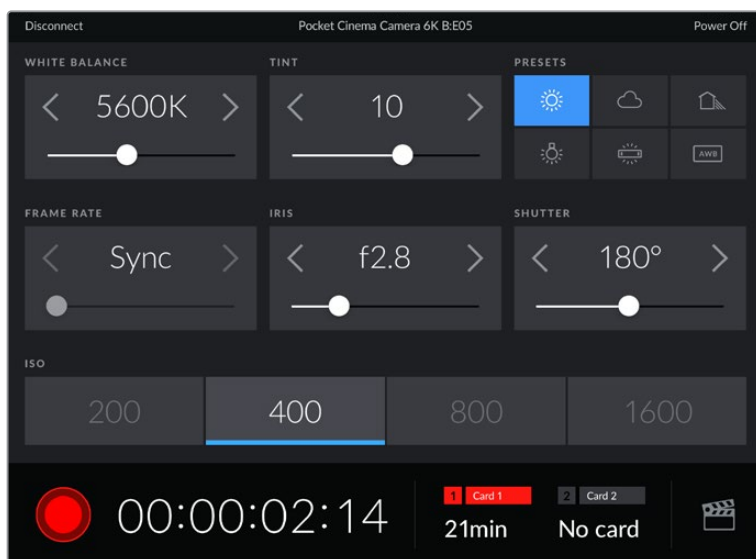 Disconnect
Pocket Cinema Camera 6K B:E05
Power Off
WHITE BALANCE
TINT
PRESETS
5600K
10
AWB
FRAME RATE
IRIS
SHUTTER
Sync
f2.8
180°
ISO
200
400
800
1600
00:00:02:14
1 Card 1
21min
2 Card 2
No card